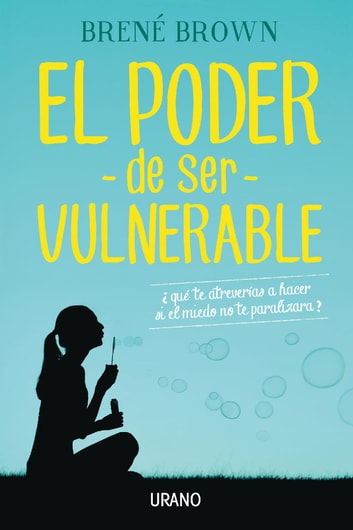 BRENÉ BROWN
EL PODER
- de ser -
VULNERABLE
¿qué te atreverías a hacer
si el miedo no te paralizara?
URANO